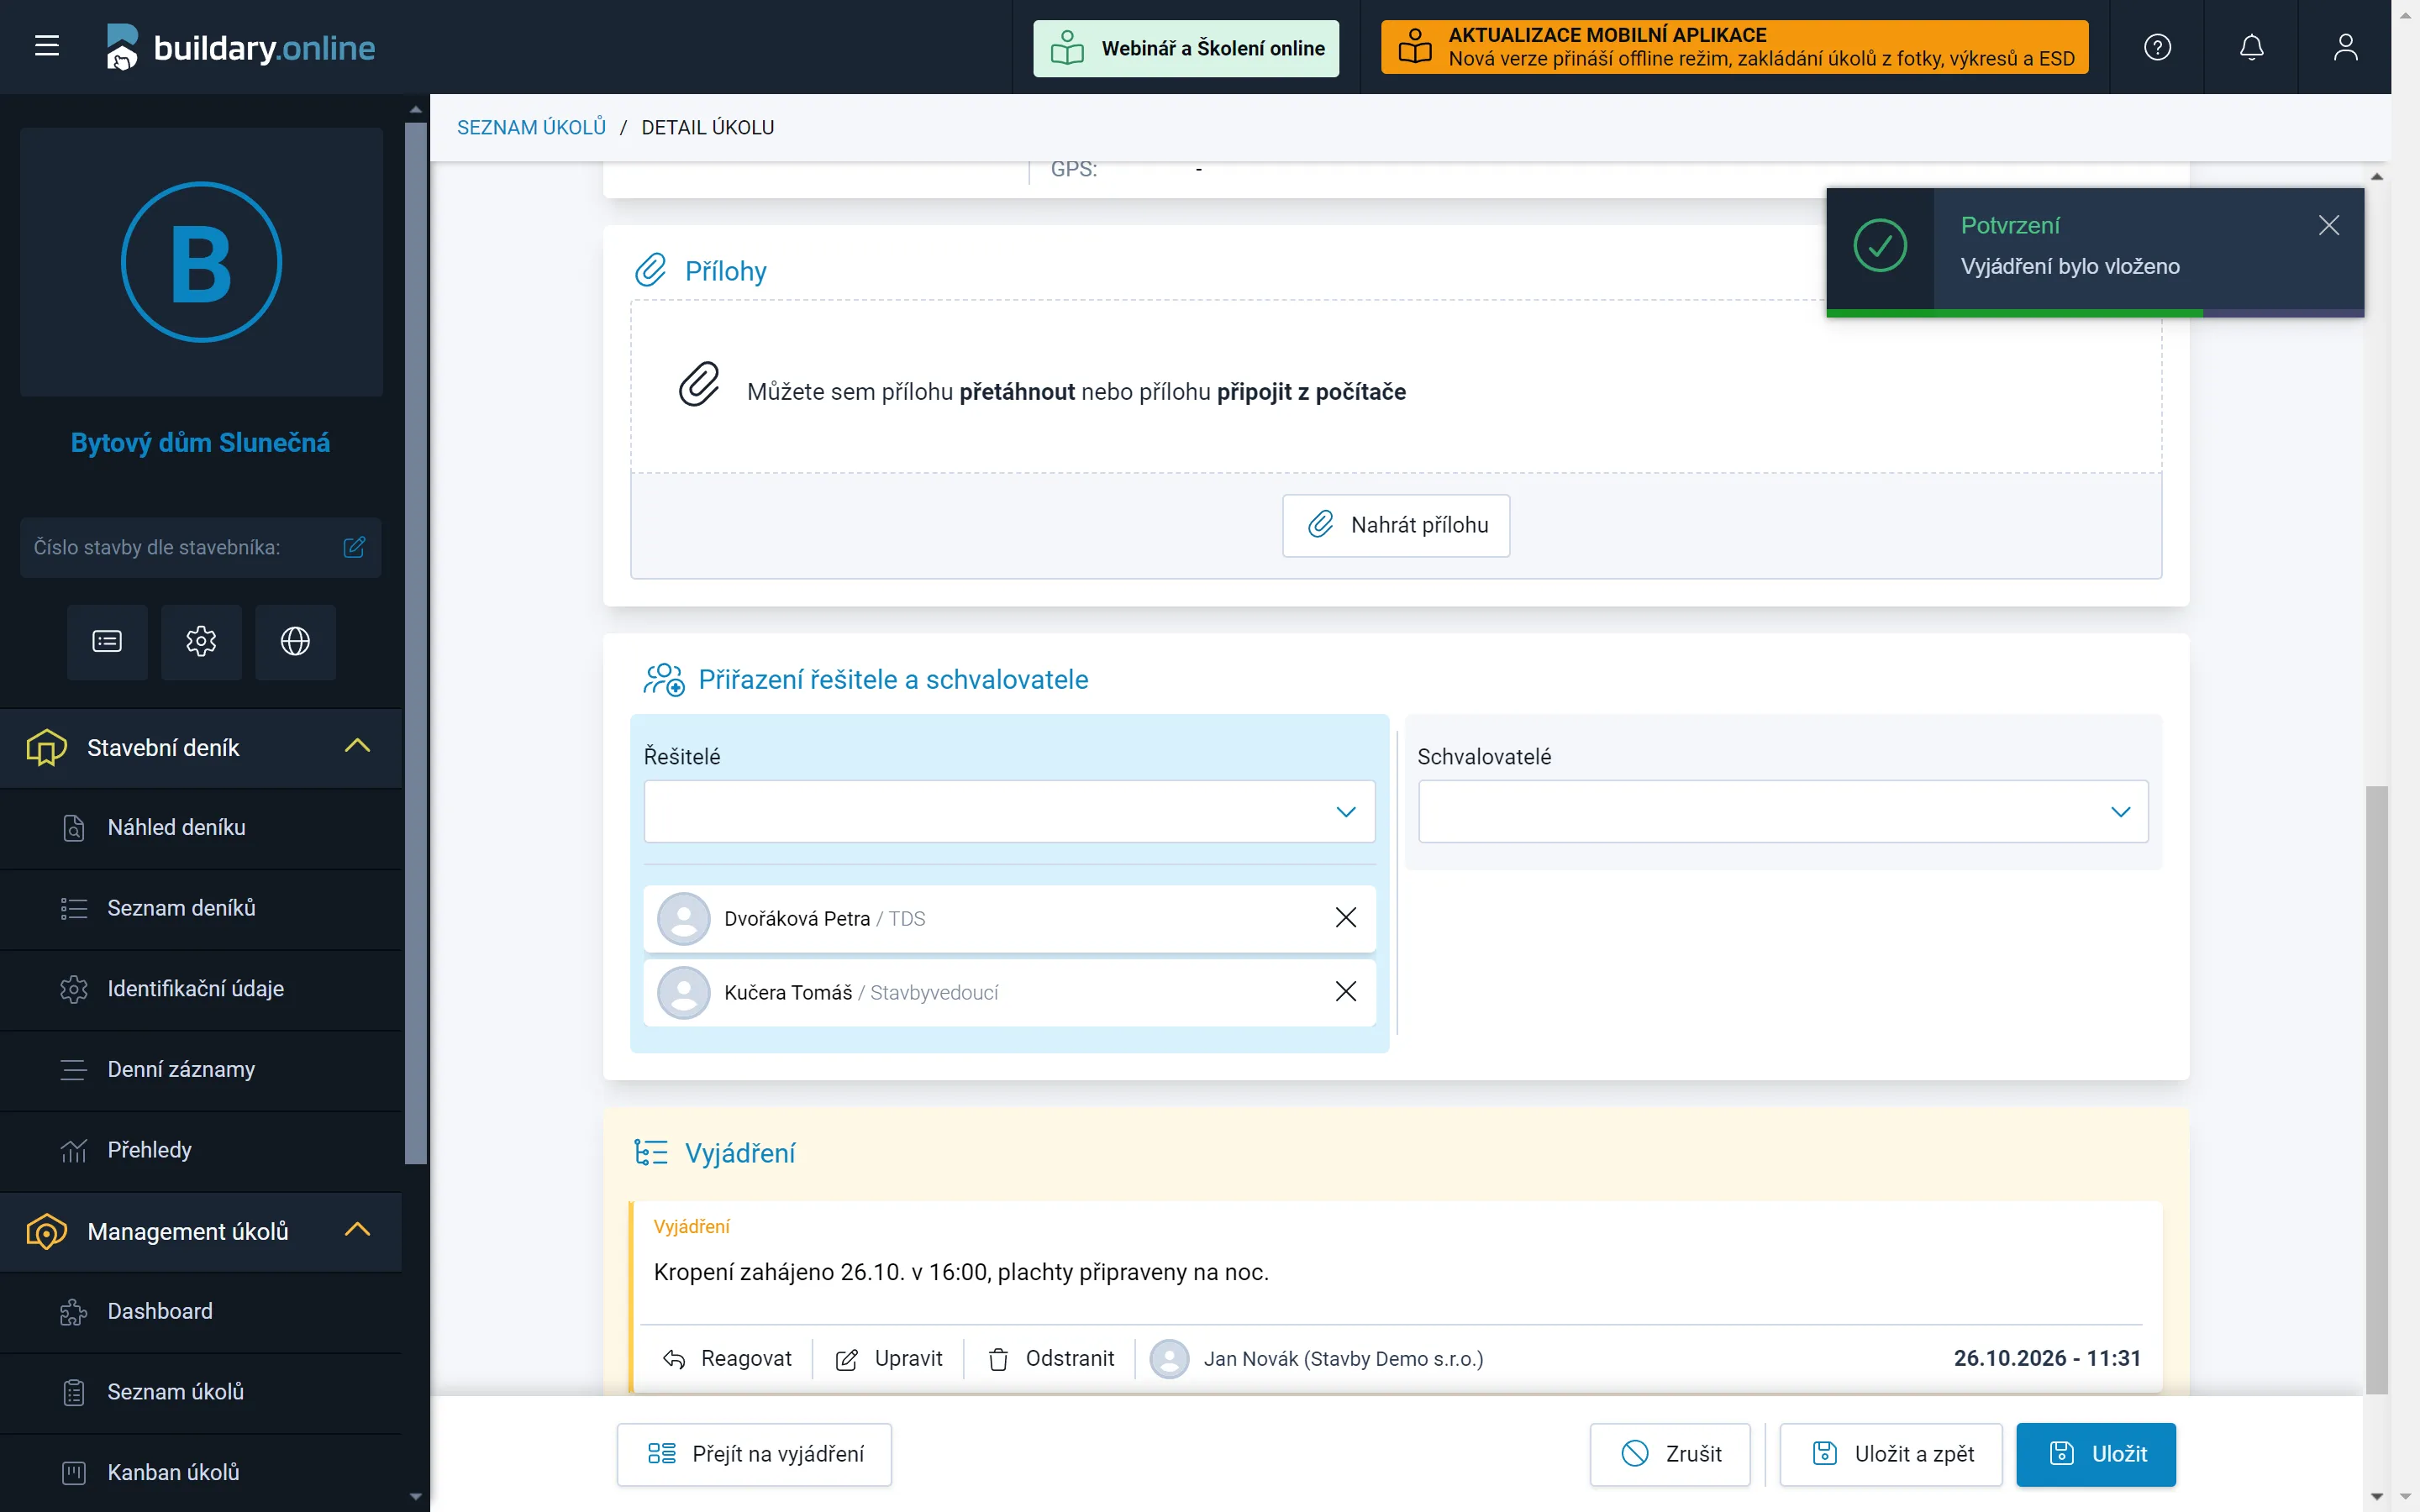 buildary.online
Webinář a Školení online
AKTUALIZACE MOBILNÍ APLIKACE
Nová verze přináší offline režim, zakládání úkolů z fotky, výkresů a ESD
SEZNAM ÚKOLŮ / DETAIL ÚKOLU
B
Bytový dům Slunečná
Číslo stavby dle stavebníka:
Stavební deník
Náhled deníku
Seznam deníků
Identifikační údaje
Denní záznamy
Přehledy
Management úkolů
Dashboard
Seznam úkolů
Kanban úkolů
GPS: -
Potvrzení
Vyjádření bylo vloženo
Přílohy
Můžete sem přílohu přetáhnout nebo přílohu připojit z počítače
Nahrát přílohu
Přiřazení řešitele a schvalovatele
Řešitelé
Schvalovatelé
Dvořáková Petra / TDS
Kučera Tomáš / Stavbyvedoucí
Vyjádření
Vyjádření
Kropení zahájeno 26.10. v 16:00, plachty připraveny na noc.
Reagovat Upravit Odstranit Jan Novák (Stavby Demo s.r.o.) 26.10.2026 - 11:31
Přejít na vyjádření Zrušit Uložit a zpět Uložit